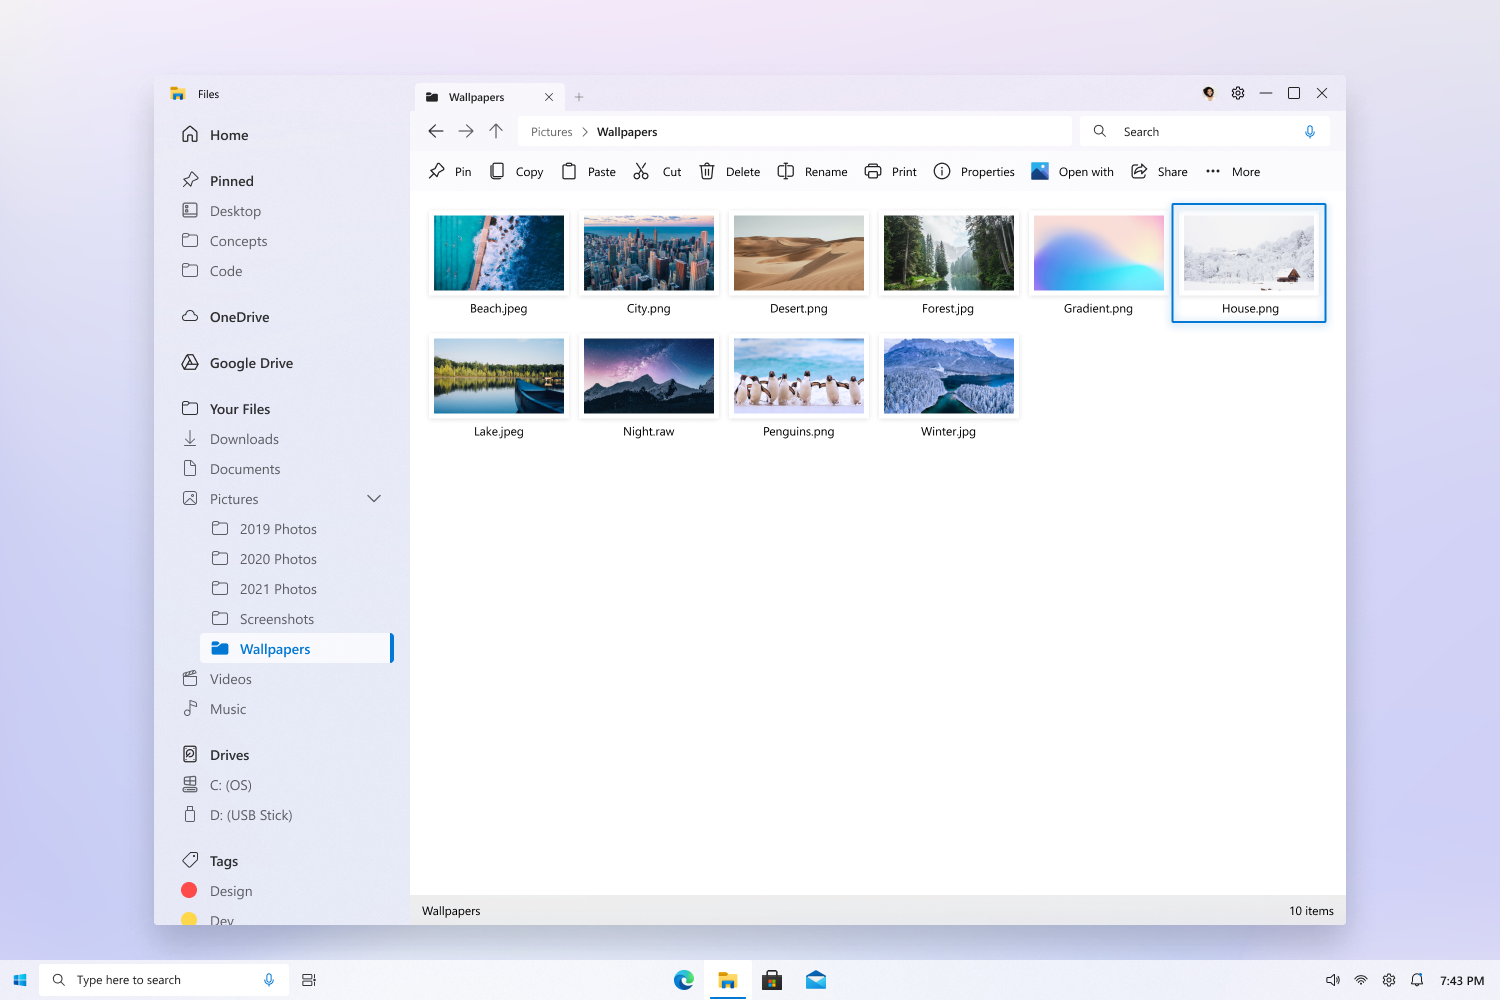 Files
Wallpapers
Home
Pictures > Wallpapers
Search
Pin
Copy
Paste
Cut
Delete
Rename
Print
Properties
Open with
Share
More
Pinned
Desktop
Concepts
Code
OneDrive
Google Drive
Your Files
Downloads
Documents
Pictures
2019 Photos
2020 Photos
2021 Photos
Screenshots
Wallpapers
Videos
Music
Drives
C: (OS)
D: (USB Stick)
Tags
Design
Dev
Beach.jpeg
City.png
Desert.png
Forest.jpg
Gradient.png
House.png
Lake.jpeg
Night.raw
Penguins.png
Winter.jpg
Wallpapers
10 items
Type here to search
7:43 PM